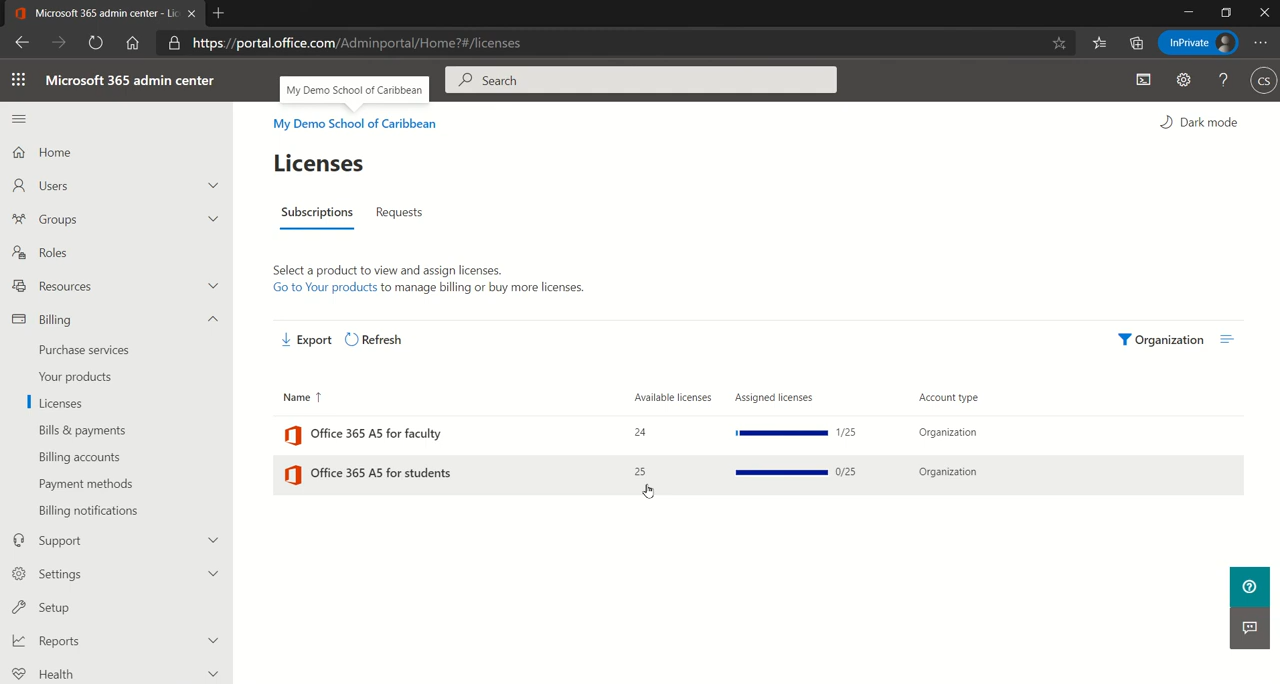 Microsoft 365 admin center - Lic
https://portal.office.com/Adminportal/Home?#/licenses
InPrivate
Microsoft 365 admin center
Search
CS
My Demo School of Caribbean
My Demo School of Caribbean
Dark mode
Licenses
Subscriptions Requests
Select a product to view and assign licenses.
Go to Your products to manage billing or buy more licenses.
Export Refresh Organization
Name ↑ Available licenses Assigned licenses Account type
Office 365 A5 for faculty 24 1/25 Organization
Office 365 A5 for students 25 0/25 Organization
Home
Users
Groups
Roles
Resources
Billing
Purchase services
Your products
Licenses
Bills & payments
Billing accounts
Payment methods
Billing notifications
Support
Settings
Setup
Reports
Health